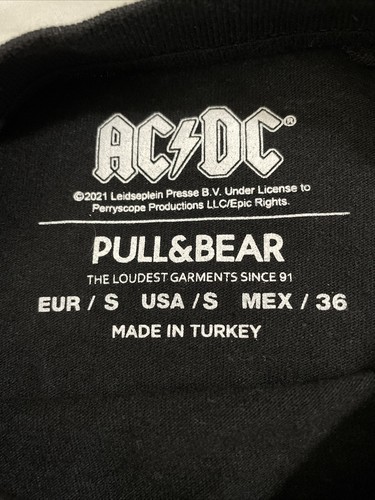 AC⚡DC®
©2021 Leidseplein Presse B.V. Under License to
Perryscope Productions LLC/Epic Rights.
PULL&BEAR
THE LOUDEST GARMENTS SINCE 91
EUR / S USA / S MEX / 36
MADE IN TURKEY